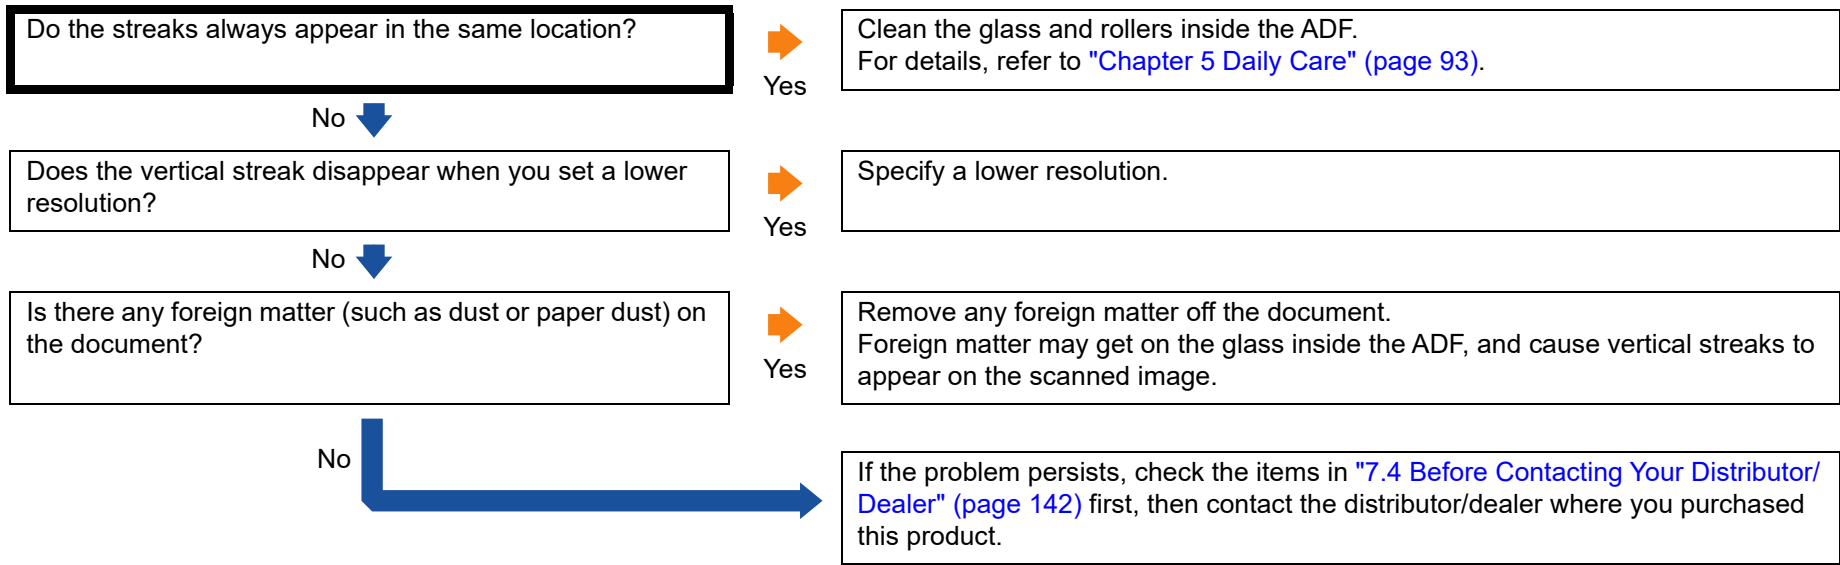 Do the streaks always appear in the same location?
Yes
Clean the glass and rollers inside the ADF.
For details, refer to "Chapter 5 Daily Care" (page 93).
No
Does the vertical streak disappear when you set a lower
resolution?
Yes
Specify a lower resolution.
No
Is there any foreign matter (such as dust or paper dust) on
the document?
Yes
Remove any foreign matter off the document.
Foreign matter may get on the glass inside the ADF, and cause vertical streaks to
appear on the scanned image.
No
If the problem persists, check the items in "7.4 Before Contacting Your Distributor/
Dealer" (page 142) first, then contact the distributor/dealer where you purchased
this product.